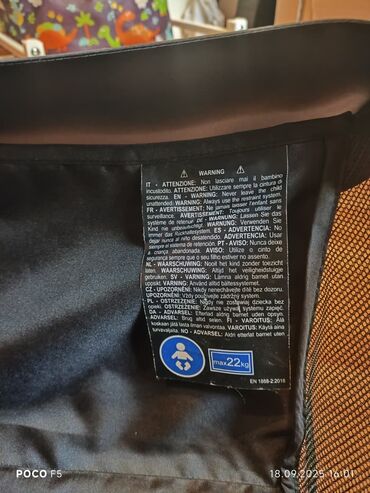 WARNING
IT - ATTENZIONE: Non lasciare mai il bambino
incustodito. ATTENZIONE: Utilizzare sempre la cintura di
sicurezza. EN - WARNING: Never leave the child
unattended. WARNING: Always use the restraint system.
FR - AVERTISSEMENT: Ne jamais laisser l'enfant sans
surveillance. AVERTISSEMENT: Toujours utiliser le
système de retenue DE - WARNUNG: Lassen Sie das
Kind nie unbeaufsichtigt. WARNUNG: Verwenden Sie
immer das Rückhaltesystem. ES - ADVERTENCIA: No
dejar nunca al niño desatendido. ADVERTENCIA: Usar
siempre el sistema de retención. PT - AVISO: Nunca deixe
a criança abandonada. AVISO: Utilize o cinto de
segurança sempre que o seu filho estiver no assento.
NL - WAARSCHUWING: Nooit het kind zonder toezicht
laten. WAARSCHUWING: Altijd het veiligheidstuigje
gebruiken. SV - VARNING: Lämna aldrig barnet utan
uppsikt. VARNING: Använd alltid bältessystemet.
CZ - UPOZORNĚNÍ: Nikdy nenechávejte dítě bez dozoru.
UPOZORNĚNÍ: Vždy používejte zádržný systém.
PL - OSTRZEŻENIE: Nigdy nie zostawiaj dziecka bez
opieki. OSTRZEŻENIE: Zawsze używaj systemu
DA - ADVARSEL: Efterlad aldrig barnet uden opsyn.
ADVARSEL: FI - VAROITUS: Älä
koskaan jätä lasta ilman valvontaa. VAROITUS: Käytä aina
turvavaljaita. NO - ADVARSEL: Aldri etterlat barnet uten
max 22 kg
EN 1888-2:2018
POCO F5
18.09.2025 16:01